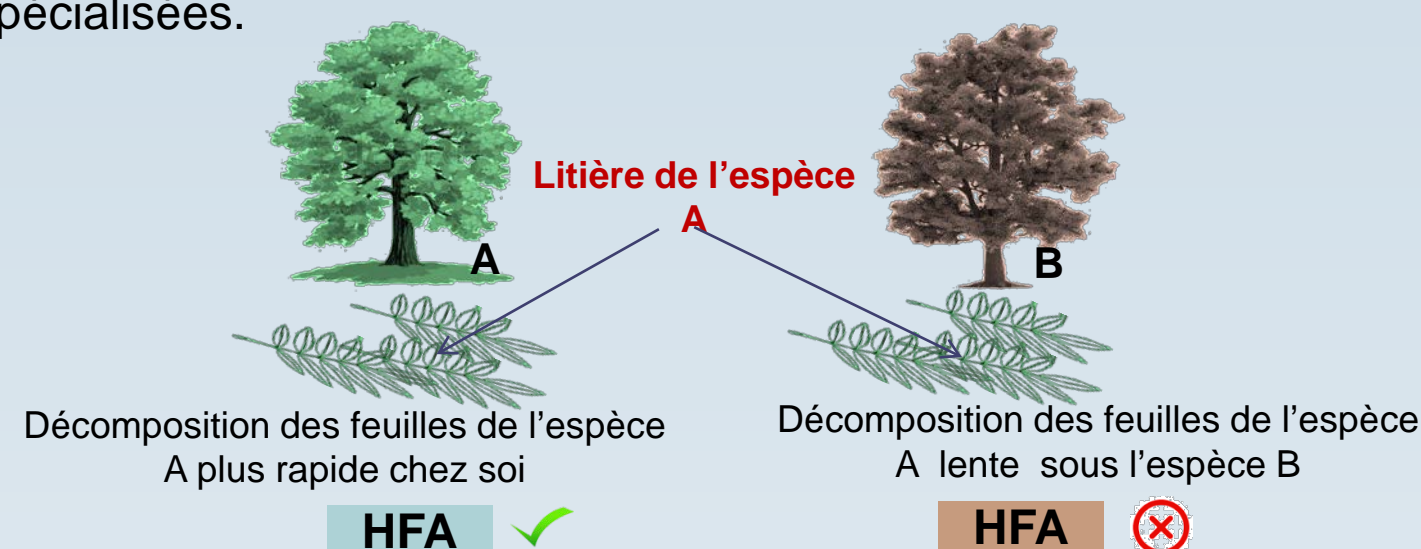 pécialisées.
Litière de l'espèce
A
A
B
Décomposition des feuilles de l'espèce
A plus rapide chez soi
Décomposition des feuilles de l'espèce
A lente sous l'espèce B
HFA
HFA